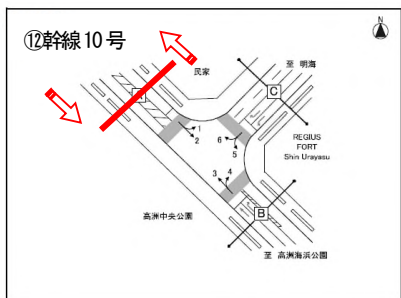 ⑫幹線10号
N
至 明海
民家
C
REGIUS
FORT
Shin Urayasu
1
2
6
5
4
3
高洲中央公園
B
至 高洲海浜公園